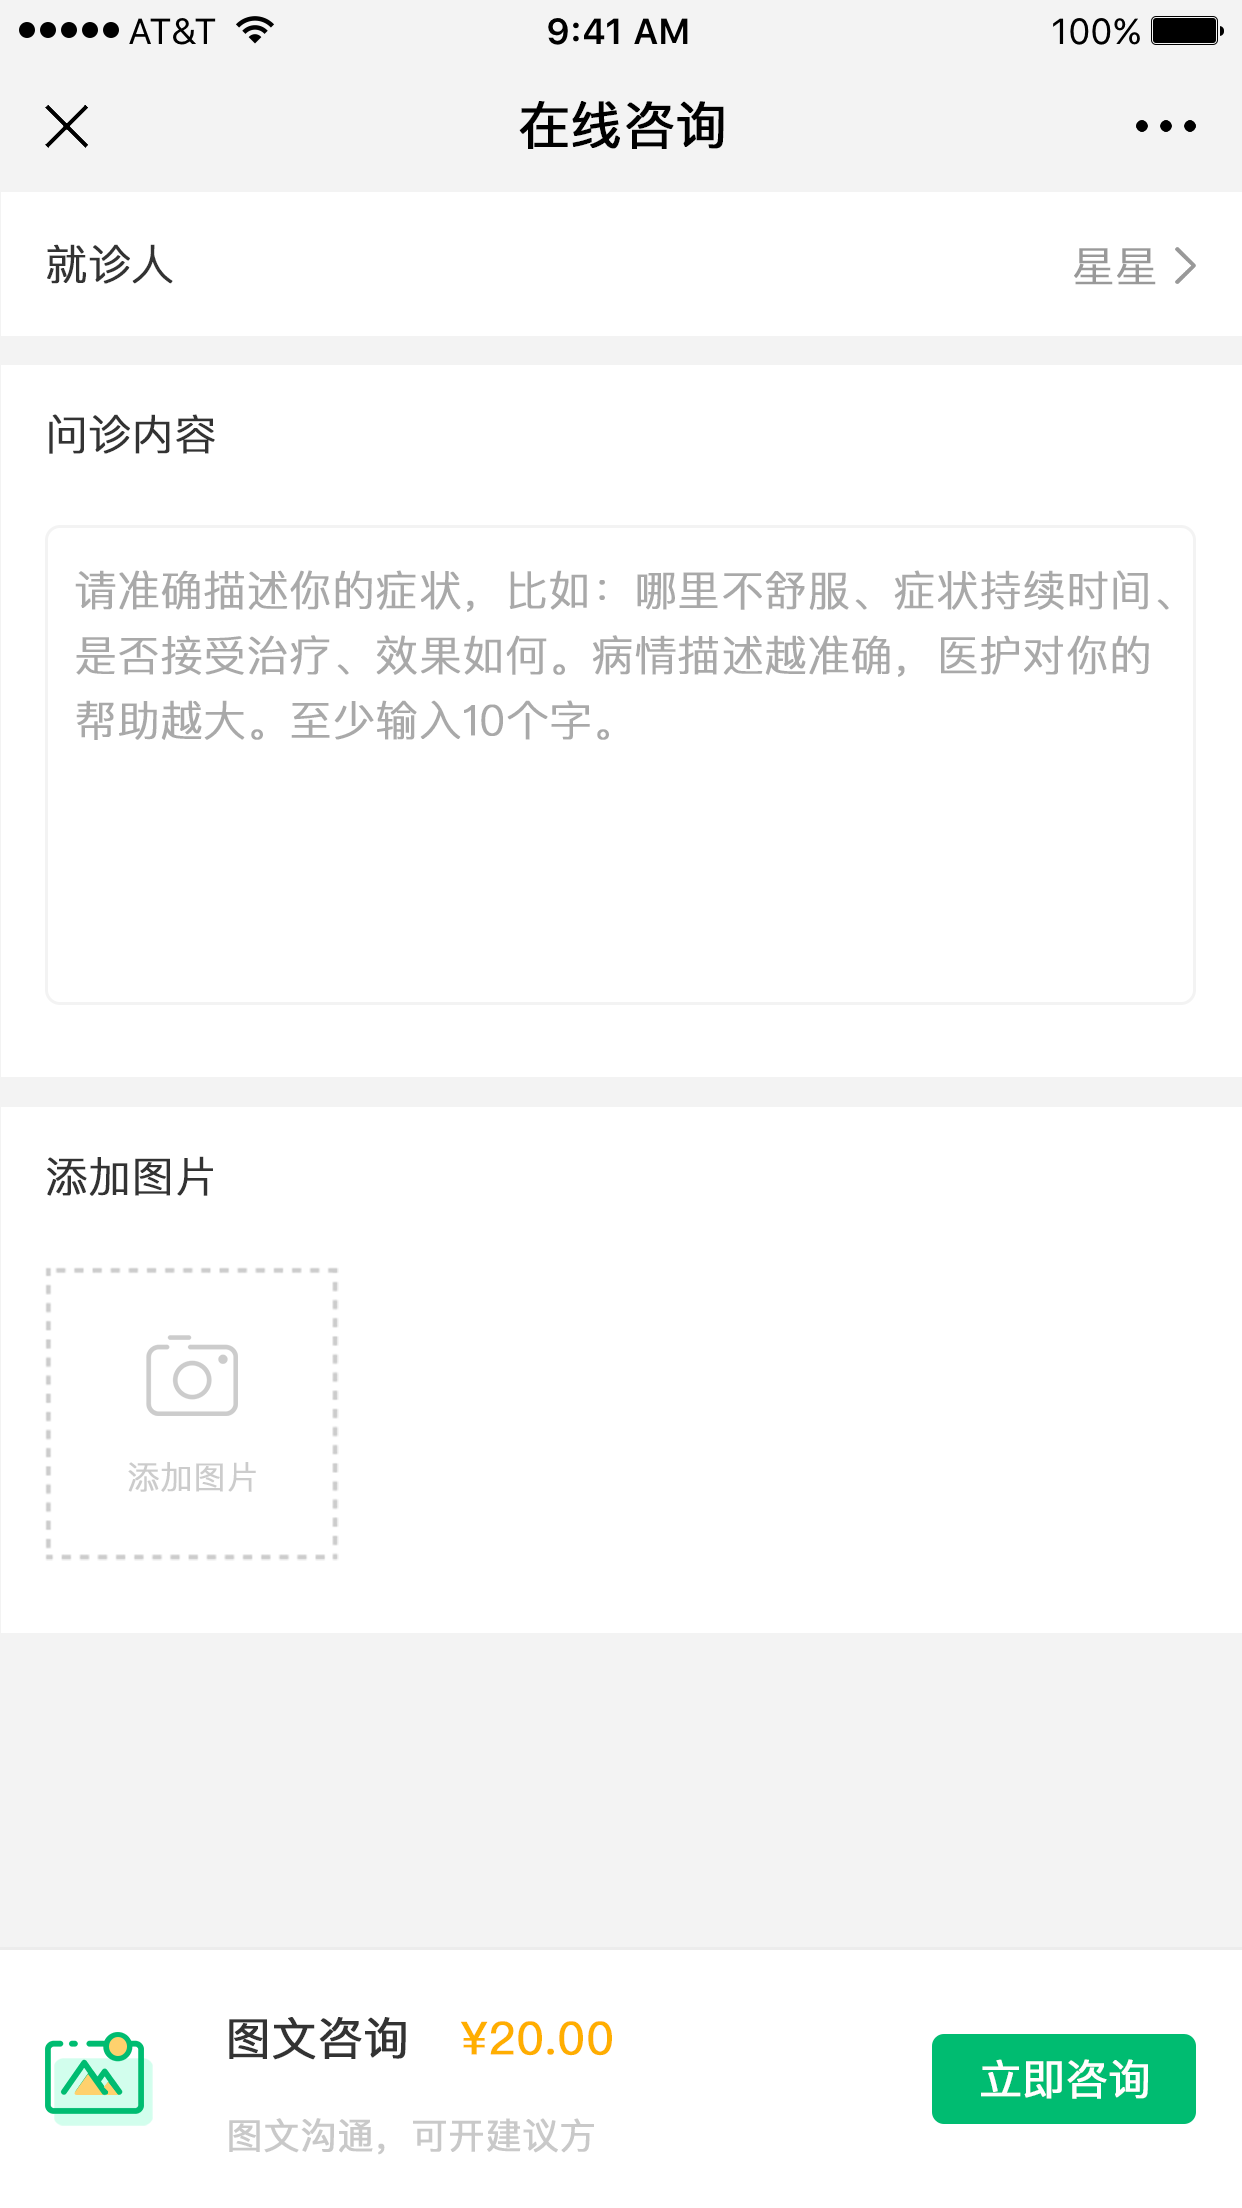 AT&T 9:41 AM 100%
在线咨询
就诊人 星星
问诊内容
请准确描述你的症状，比如：哪里不舒服、症状持续时间、
是否接受治疗、效果如何。病情描述越准确，医护对你的
帮助越大。至少输入10个字。
添加图片
添加图片
图文咨询 ¥20.00
立即咨询
图文沟通，可开建议方